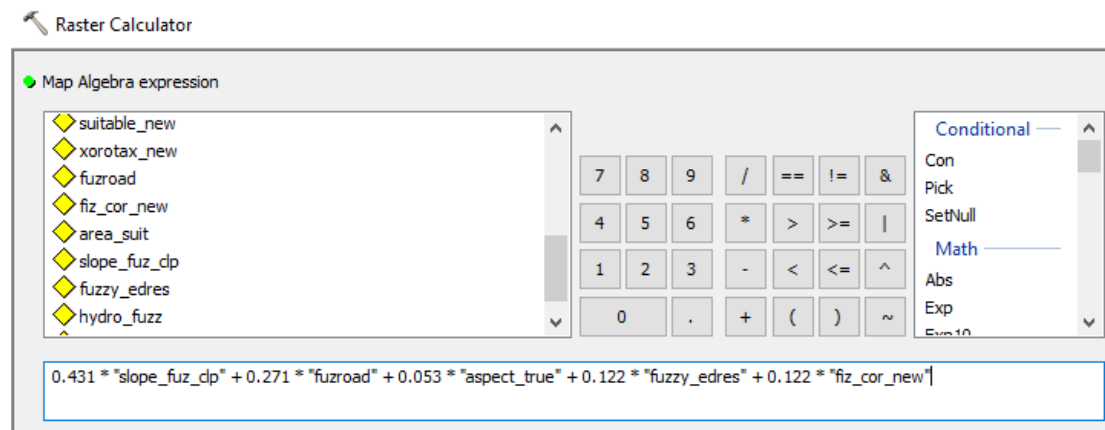 Raster Calculator
Map Algebra expression
suitable_new
xorotax_new
fuzroad
fiz_cor_new
area_suit
slope_fuz_clp
fuzzy_edres
hydro_fuzz
7 8 9 / == != &
4 5 6 * > >= |
1 2 3 - < <= ^
0 . + ( ) ~
Conditional
Con
Pick
SetNull
Math
Abs
Exp
Exp10
0.431 * "slope_fuz_clp" + 0.271 * "fuzroad" + 0.053 * "aspect_true" + 0.122 * "fuzzy_edres" + 0.122 * "fiz_cor_new"